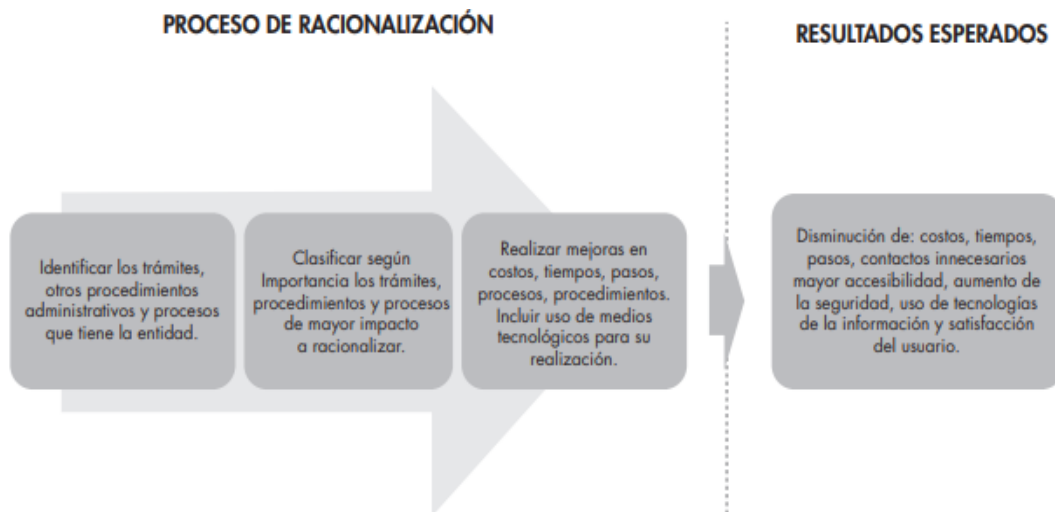 PROCESO DE RACIONALIZACIÓN
RESULTADOS ESPERADOS
Identificar los trámites,
otros procedimientos
administrativos y procesos
que tiene la entidad.
Clasificar según
Importancia los trámites,
procedimientos y procesos
de mayor impacto
a racionalizar.
Realizar mejoras en
costos, tiempos, pasos,
procesos, procedimientos.
Incluir uso de medios
tecnológicos para su
realización.
Disminución de: costos, tiempos,
pasos, contactos innecesarios
mayor accesibilidad, aumento de
la seguridad, uso de tecnologías
de la información y satisfacción
del usuario.